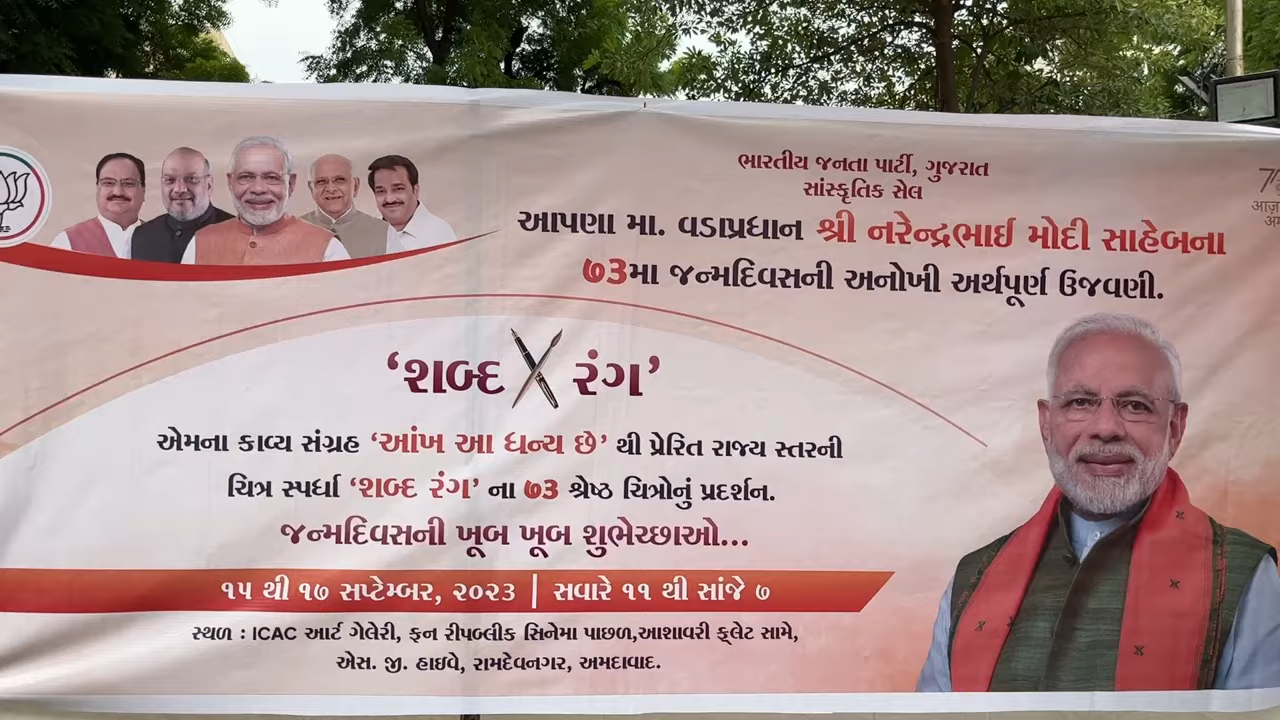 ભારતીય જનતા પાર્ટી, ગુજરાત
સાંસ્કૃતિક સેલ
આપણા મા. વડાપ્રધાન શ્રી નરેન્દ્રભાઈ મોદી સાહેબના
૭૩મા જન્મદિવસની અનોખી અર્થપૂર્ણ ઉજવણી.
‘શબ્દ રંગ’
એમના કાવ્ય સંગ્રહ ‘આંખ આ ધન્ય છે’ થી પ્રેરિત રાજ્ય સ્તરની
ચિત્ર સ્પર્ધા ‘શબ્દ રંગ’ ના ૭૩ શ્રેષ્ઠ ચિત્રોનું પ્રદર્શન.
જન્મદિવસની ખૂબ ખૂબ શુભેચ્છાઓ...
૧૫ થી ૧૭ સપ્ટેમ્બર, ૨૦૨૩ | સવારે ૧૧ થી સાંજે ૭
સ્થળ : ICAC આર્ટ ગેલેરી, ફન રીપબ્લીક સિનેમા પાછળ,આશાવરી ફ્લેટ સામે,
એસ. જી. હાઇવે, રામદેવનગર, અમદાવાદ.